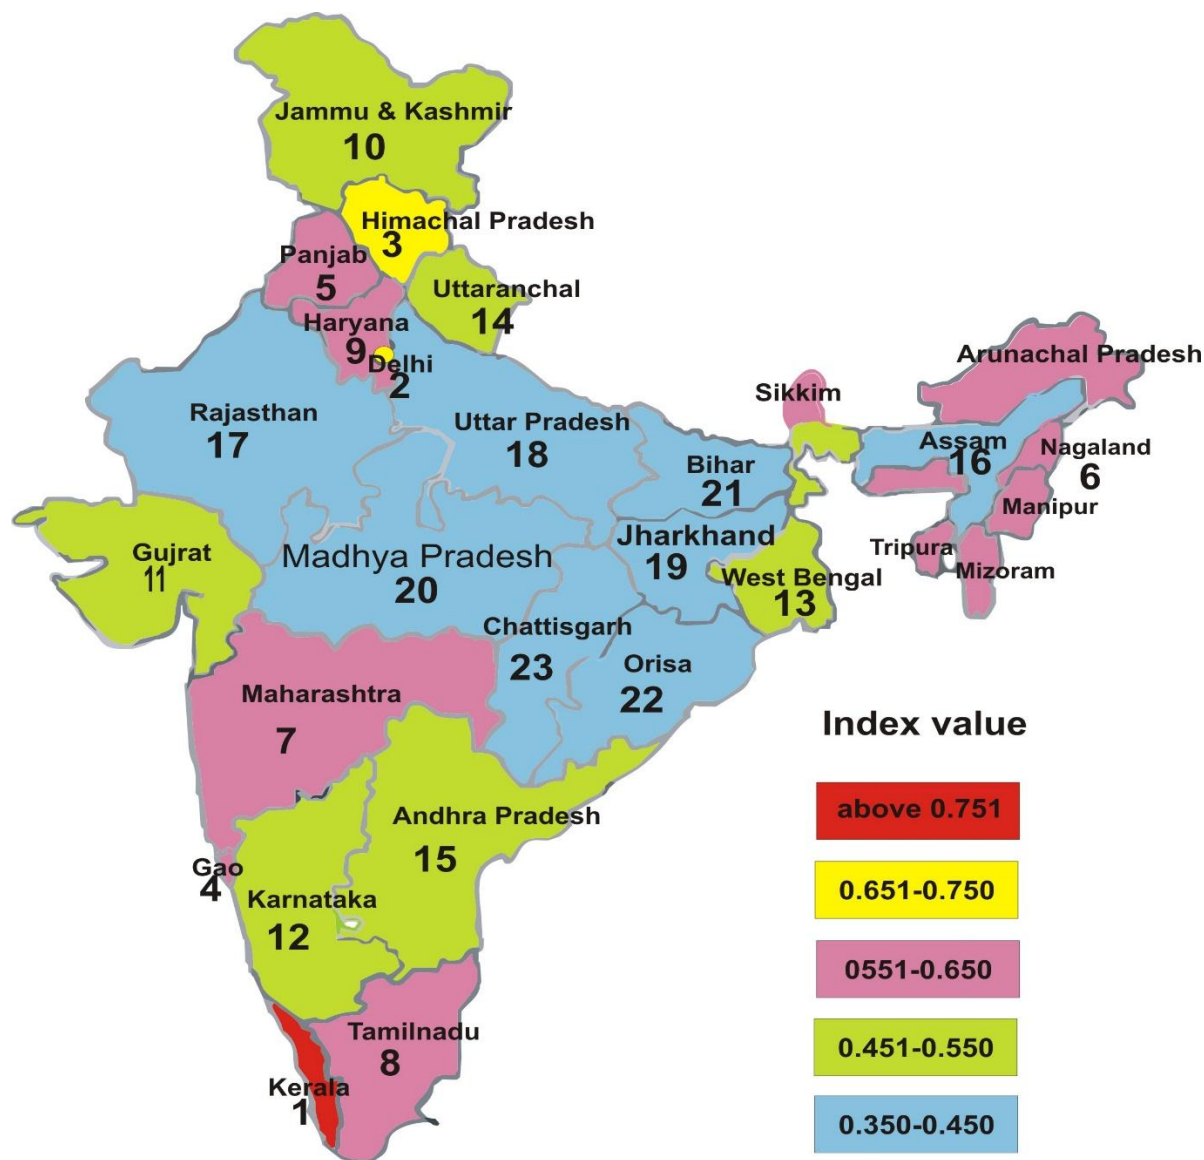 Jammu & Kashmir
10
Himachal Pradesh
3
Panjab
5
Uttaranchal
14
Haryana
9
Delhi
2
Arunachal Pradesh
Sikkim
Rajasthan
17
Uttar Pradesh
18
Assam
16
Nagaland
6
Bihar
21
Manipur
Jharkhand
19
Tripura
Mizoram
Gujrat
11
Madhya Pradesh
20
West Bengal
13
Chattisgarh
23
Orisa
22
Maharashtra
7
Andhra Pradesh
15
Gao
4
Karnataka
12
Tamilnadu
8
Kerala
1
Index value
above 0.751
0.651-0.750
0551-0.650
0.451-0.550
0.350-0.450